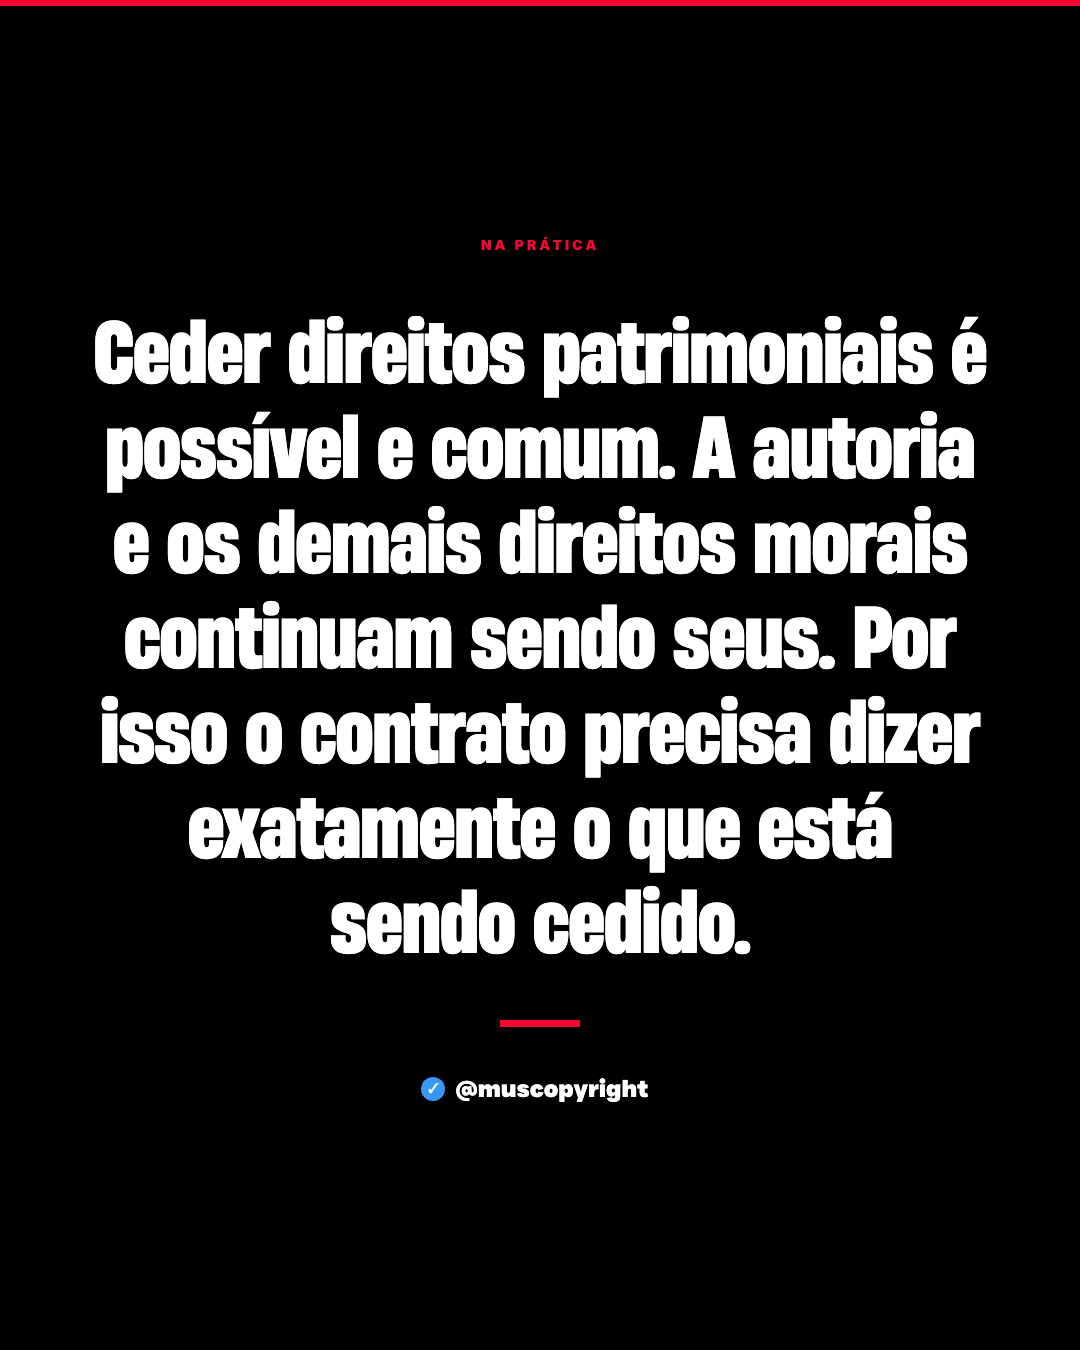 NA PRÁTICA
Ceder direitos patrimoniais é
possível e comum. A autoria
e os demais direitos morais
continuam sendo seus. Por
isso o contrato precisa dizer
exatamente o que está
sendo cedido.
@muscopyright